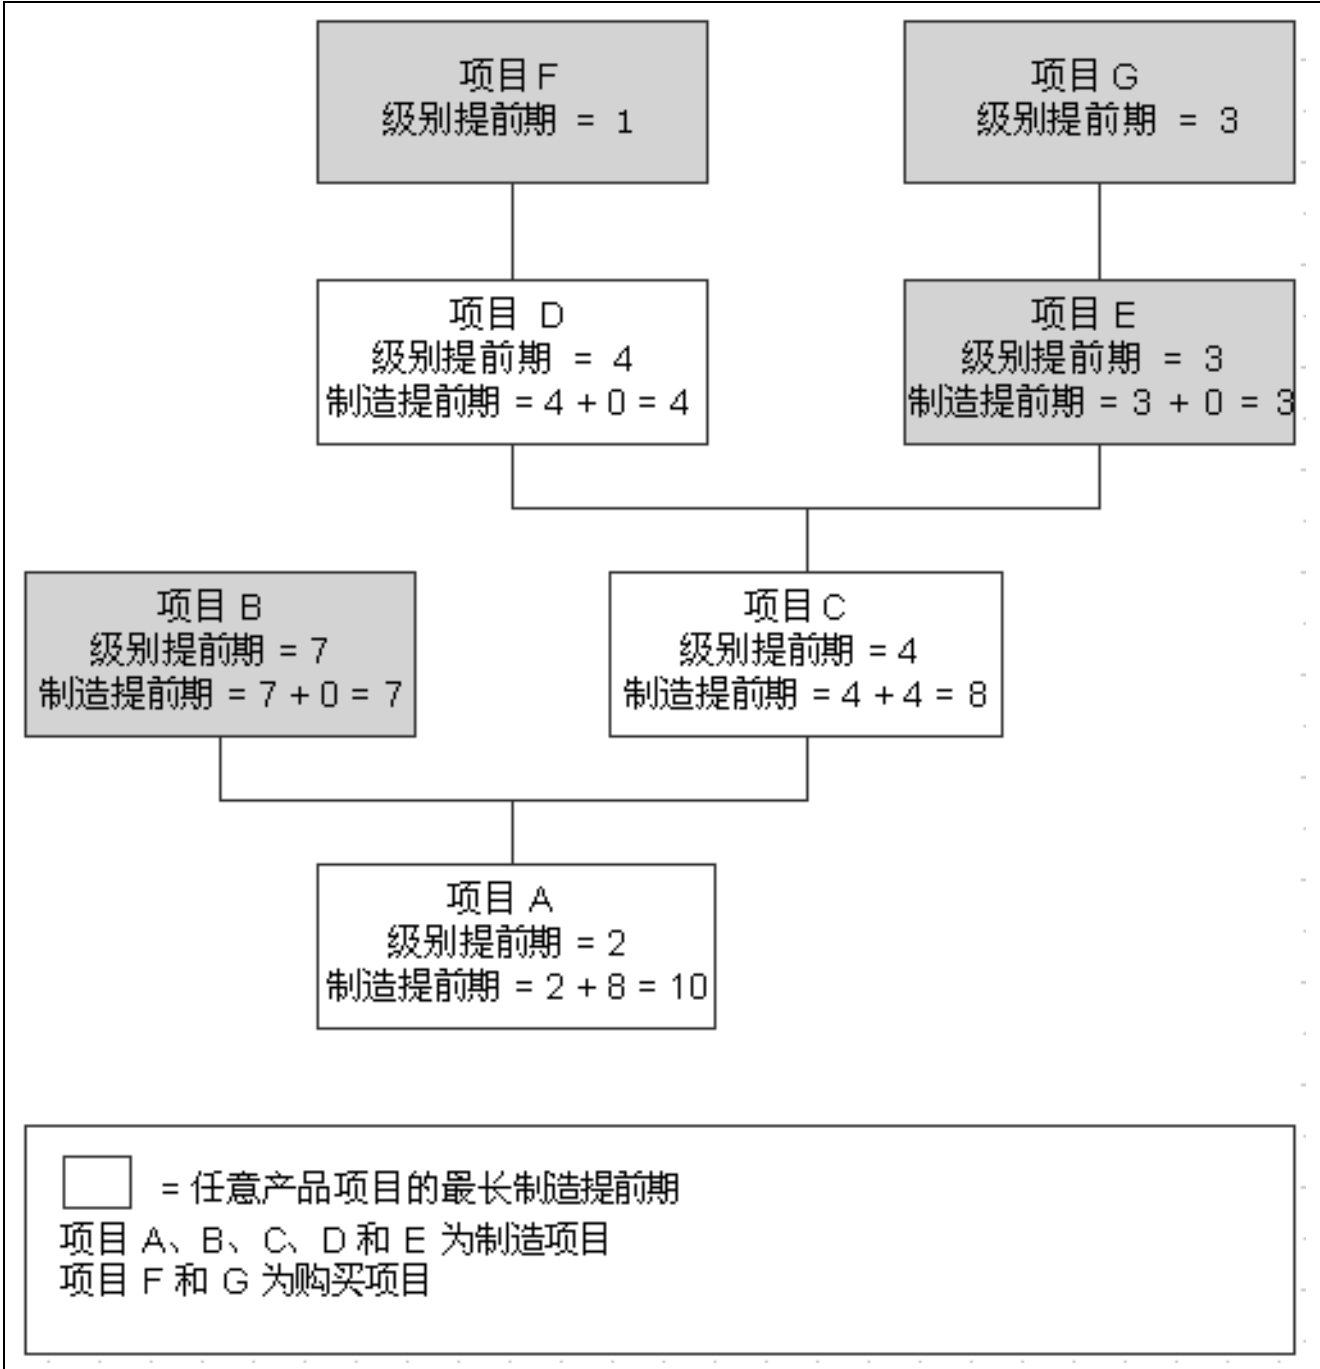 项目 F
级别提前期 = 1
项目 G
级别提前期 = 3
项目 D
级别提前期 = 4
制造提前期 = 4 + 0 = 4
项目 E
级别提前期 = 3
制造提前期 = 3 + 0 = 3
项目 B
级别提前期 = 7
制造提前期 = 7 + 0 = 7
项目 C
级别提前期 = 4
制造提前期 = 4 + 4 = 8
项目 A
级别提前期 = 2
制造提前期 = 2 + 8 = 10
= 任意产品项目的最长制造提前期
项目 A、B、C、D 和 E 为制造项目
项目 F 和 G 为购买项目